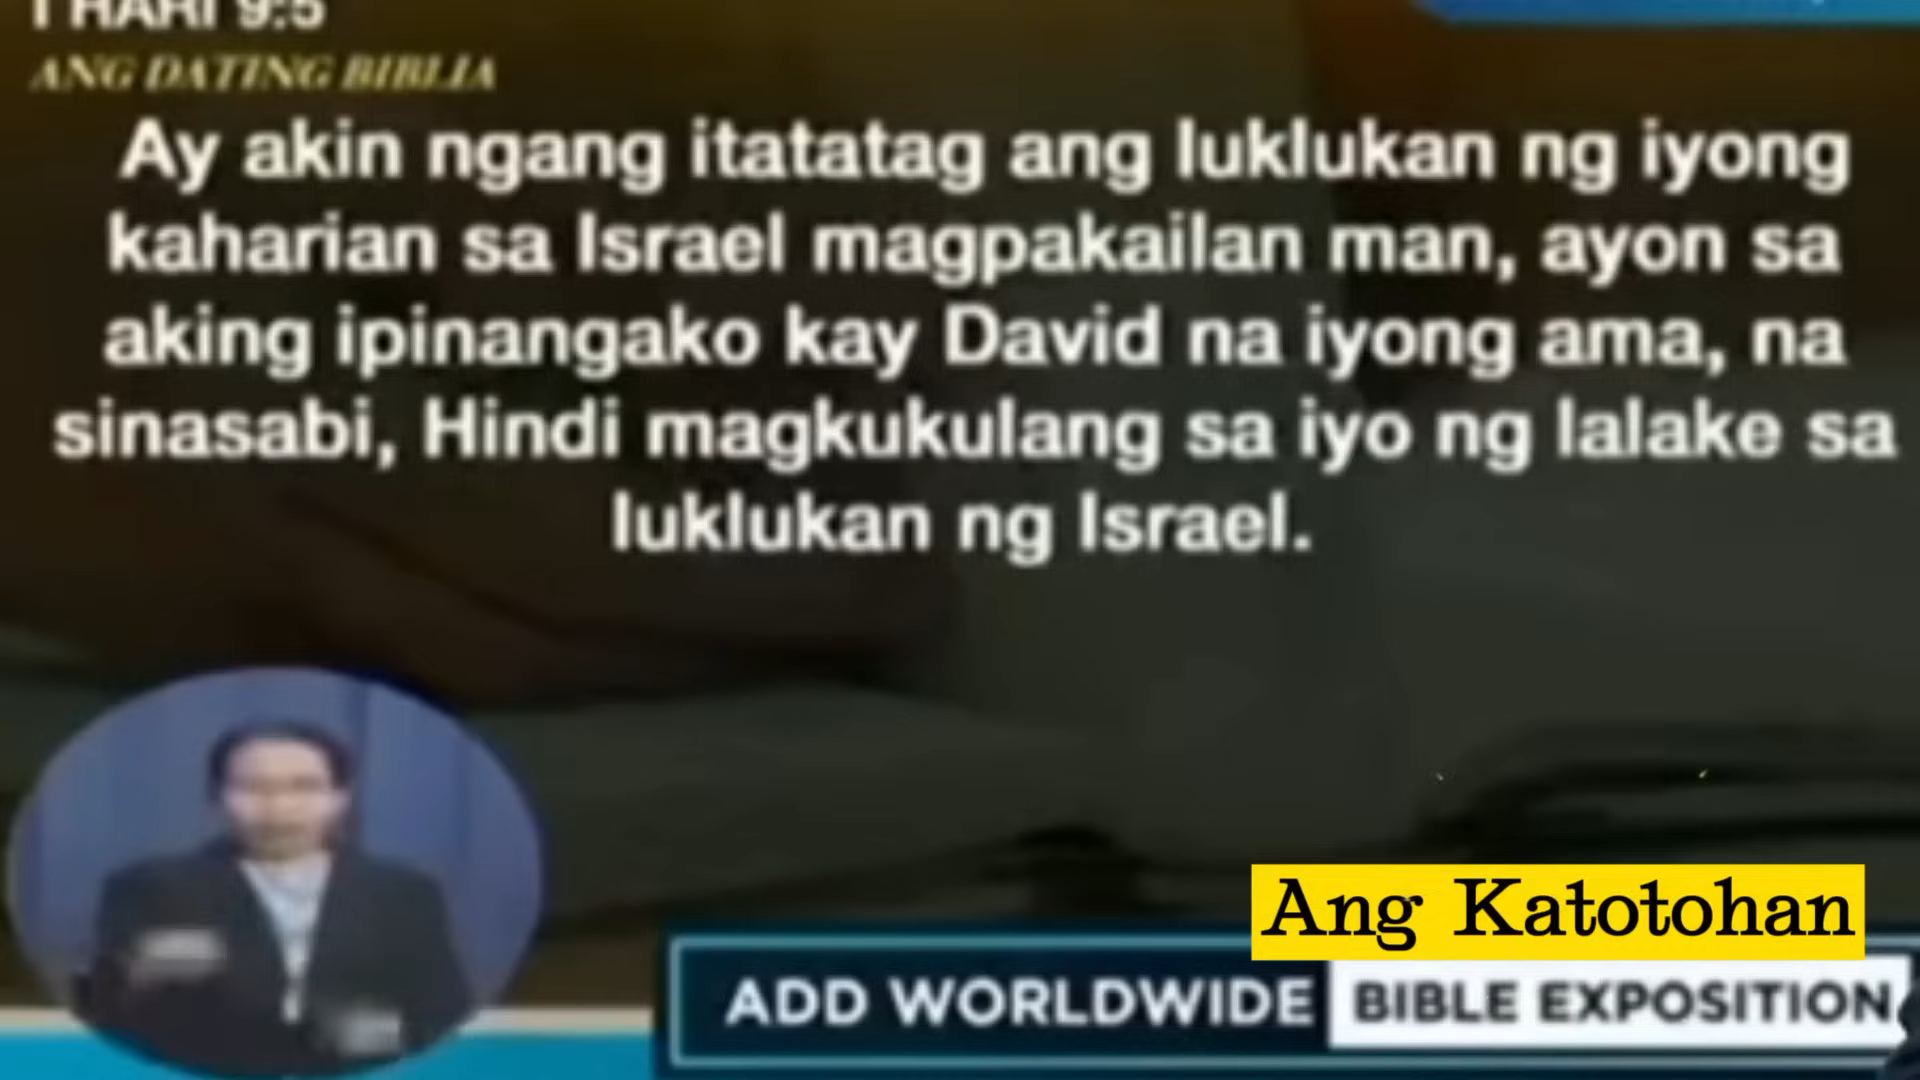 I HARI 9:5
ANG DATING BIBLIA
Ay akin ngang itatatag ang luklukan ng iyong
kaharian sa Israel magpakailan man, ayon sa
aking ipinangako kay David na iyong ama, na
sinasabi, Hindi magkukulang sa iyo ng lalake sa
luklukan ng Israel.
Ang Katotohan
ADD WORLDWIDE BIBLE EXPOSITION